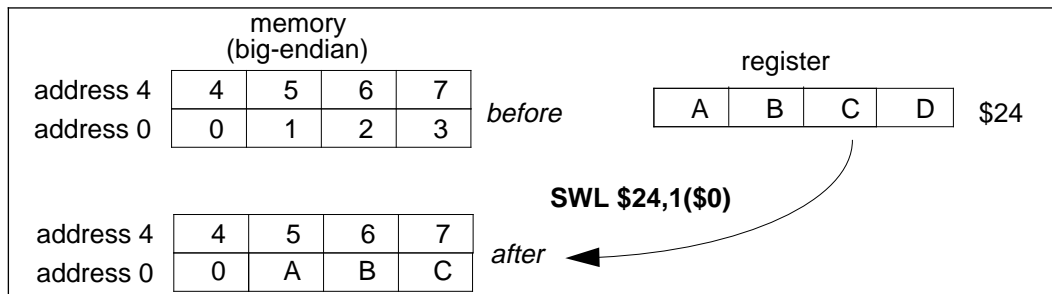 memory
(big-endian)
register
address 4 4 5 6 7
address 0 0 1 2 3
before
A B C D $24
SWL $24,1($0)
address 4 4 5 6 7
address 0 0 A B C
after